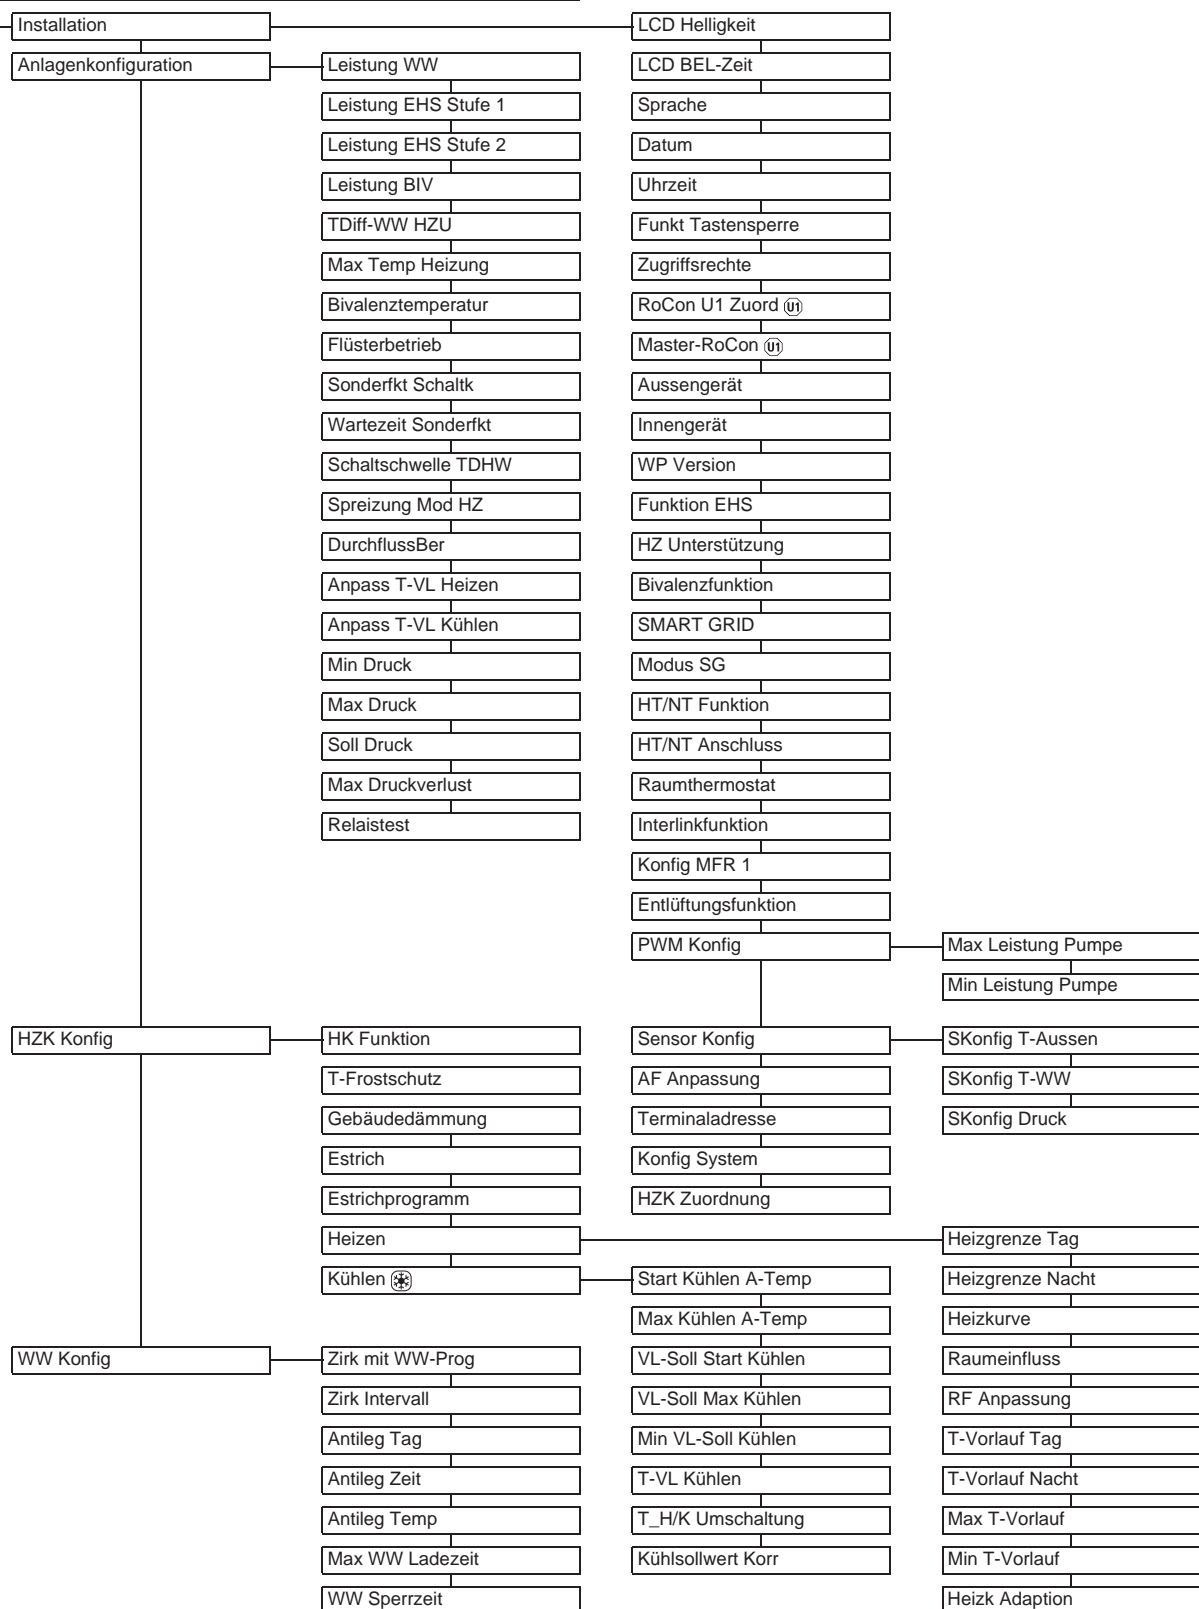 Installation
LCD Helligkeit
Anlagenkonfiguration
Leistung WW
LCD BEL-Zeit
Leistung EHS Stufe 1
Sprache
Leistung EHS Stufe 2
Datum
Leistung BIV
Uhrzeit
TDiff-WW HZU
Funkt Tastensperre
Max Temp Heizung
Zugriffsrechte
Bivalenztemperatur
RoCon U1 Zuord U1
Flüsterbetrieb
Master-RoCon U1
Sonderfkt Schaltk
Aussengerät
Wartezeit Sonderfkt
Innengerät
Schaltschwelle TDHW
WP Version
Spreizung Mod HZ
Funktion EHS
DurchflussBer
HZ Unterstützung
Anpass T-VL Heizen
Bivalenzfunktion
Anpass T-VL Kühlen
SMART GRID
Min Druck
Modus SG
Max Druck
HT/NT Funktion
Soll Druck
HT/NT Anschluss
Max Druckverlust
Raumthermostat
Relaistest
Interlinkfunktion
Konfig MFR 1
Entlüftungsfunktion
PWM Konfig
Max Leistung Pumpe
Min Leistung Pumpe
HZK Konfig
HK Funktion
Sensor Konfig
SKonfig T-Aussen
T-Frostschutz
AF Anpassung
SKonfig T-WW
Gebäudedämmung
Terminaladresse
SKonfig Druck
Estrich
Konfig System
Estrichprogramm
HZK Zuordnung
Heizen
Heizgrenze Tag
Kühlen
Start Kühlen A-Temp
Heizgrenze Nacht
Max Kühlen A-Temp
Heizkurve
WW Konfig
Zirk mit WW-Prog
VL-Soll Start Kühlen
Raumeinfluss
Zirk Intervall
VL-Soll Max Kühlen
RF Anpassung
Antileg Tag
Min VL-Soll Kühlen
T-Vorlauf Tag
Antileg Zeit
T-VL Kühlen
T-Vorlauf Nacht
Antileg Temp
T_H/K Umschaltung
Max T-Vorlauf
Max WW Ladezeit
Kühlsollwert Korr
Min T-Vorlauf
WW Sperrzeit
Heizk Adaption